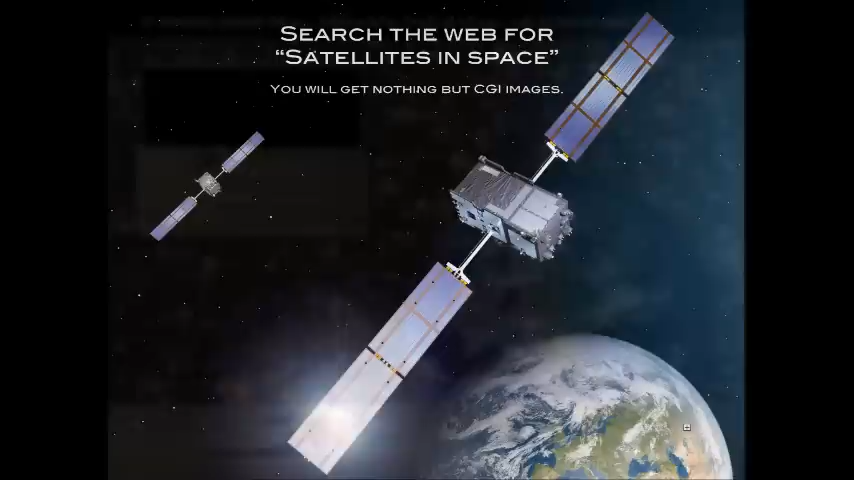 SEARCH THE WEB FOR
“SATELLITES IN SPACE”
YOU WILL GET NOTHING BUT CGI IMAGES.